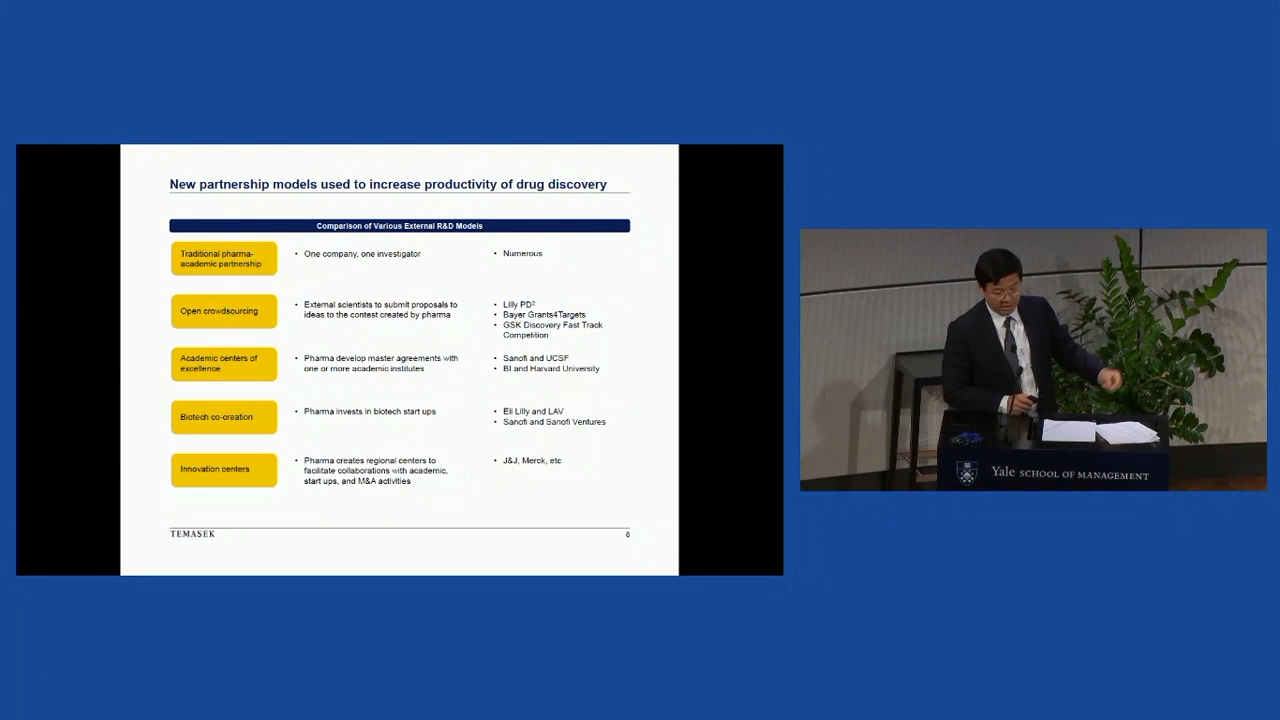 New partnership models used to increase productivity of drug discovery
Comparison of Various External R&D Models
Traditional pharma-
academic partnership
• One company, one investigator
• Numerous
Open crowdsourcing
• External scientists to submit proposals to
ideas to the contest created by pharma
• Lilly PD²
• Bayer Grants4Targets
• GSK Discovery Fast Track
Competition
Academic centers of
excellence
• Pharma develop master agreements with
one or more academic institutes
• Sanofi and UCSF
• BI and Harvard University
Biotech co-creation
• Pharma invests in biotech start ups
• Eli Lilly and LAV
• Sanofi and Sanofi Ventures
Innovation centers
• Pharma creates regional centers to
facilitate collaborations with academic,
start ups, and M&A activities
• J&J, Merck, etc
TEMASEK
8
Yale SCHOOL OF MANAGEMENT